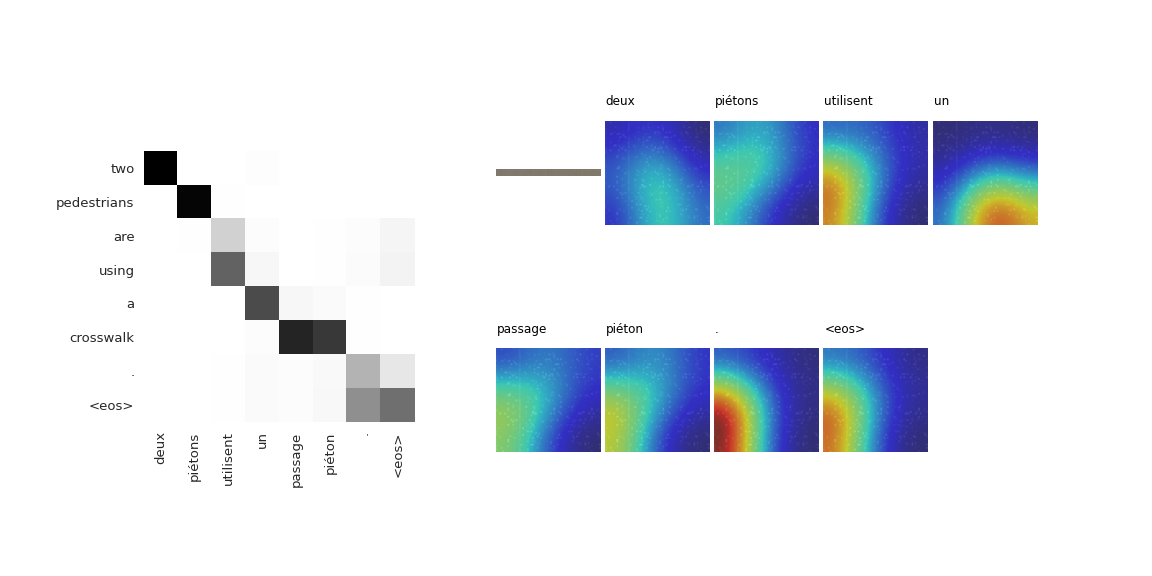 two
pedestrians
are
using
a
crosswalk
.
<eos>
deux
piétons
utilisent
un
passage
piéton
.
<eos>
deux piétons utilisent un
passage piéton . <eos>